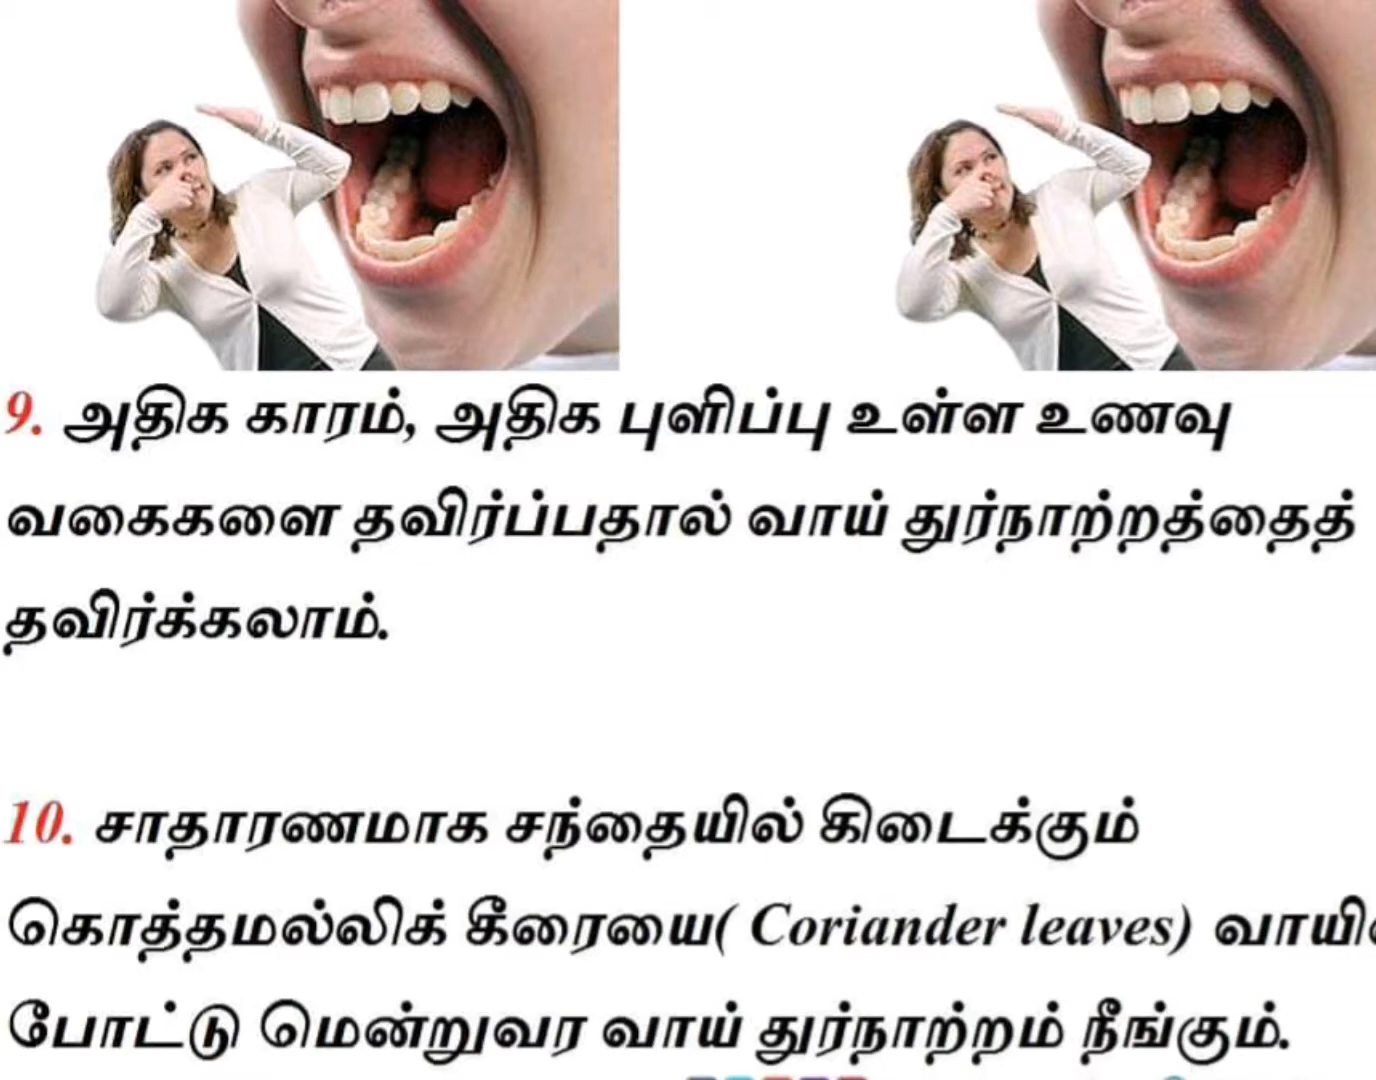 9. அதிக காரம், அதிக புளிப்பு உள்ள உணவு
வகைகளை தவிர்ப்பதால் வாய் துர்நாற்றத்தைத்
தவிர்க்கலாம்.
10. சாதாரணமாக சந்தையில் கிடைக்கும்
கொத்தமல்லிக் கீரையை( Coriander leaves)
போட்டு மென்றுவர வாய் துர்நாற்றம் நீங்கும்.